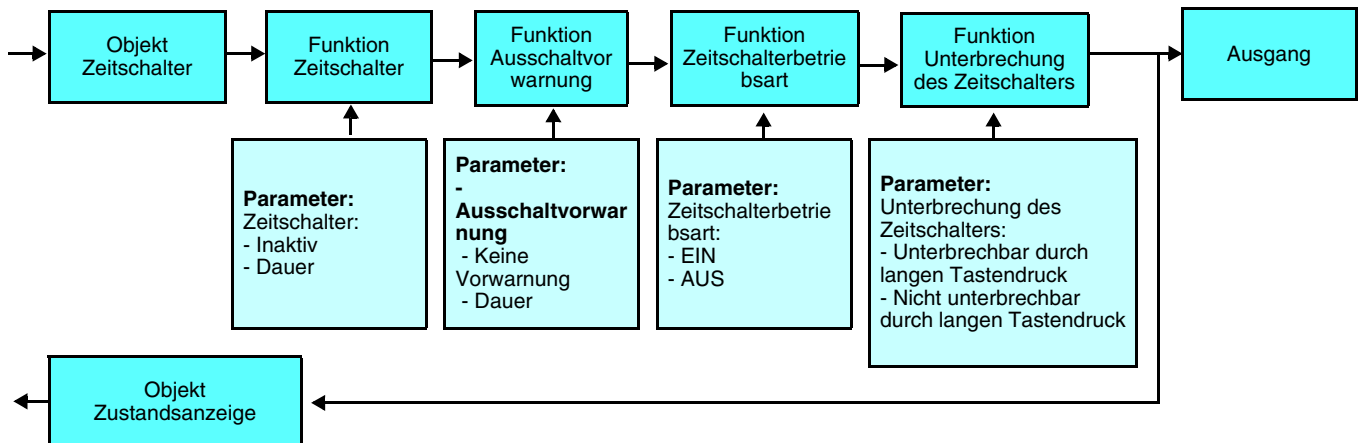 Objekt
Zeitschalter
Funktion
Zeitschalter
Funktion
Ausschaltvor
warnung
Funktion
Zeitschalterbetrie
bsart
Funktion
Unterbrechung
des Zeitschalters
Ausgang
Parameter:
Zeitschalter:
- Inaktiv
- Dauer
Parameter:
-
Ausschaltvorwar
nung
- Keine
Vorwarnung
- Dauer
Parameter:
Zeitschalterbetrie
bsart:
- EIN
- AUS
Parameter:
Unterbrechung des
Zeitschalters:
- Unterbrechbar durch
langen Tastendruck
- Nicht unterbrechbar
durch langen Tastendruck
Objekt
Zustandsanzeige